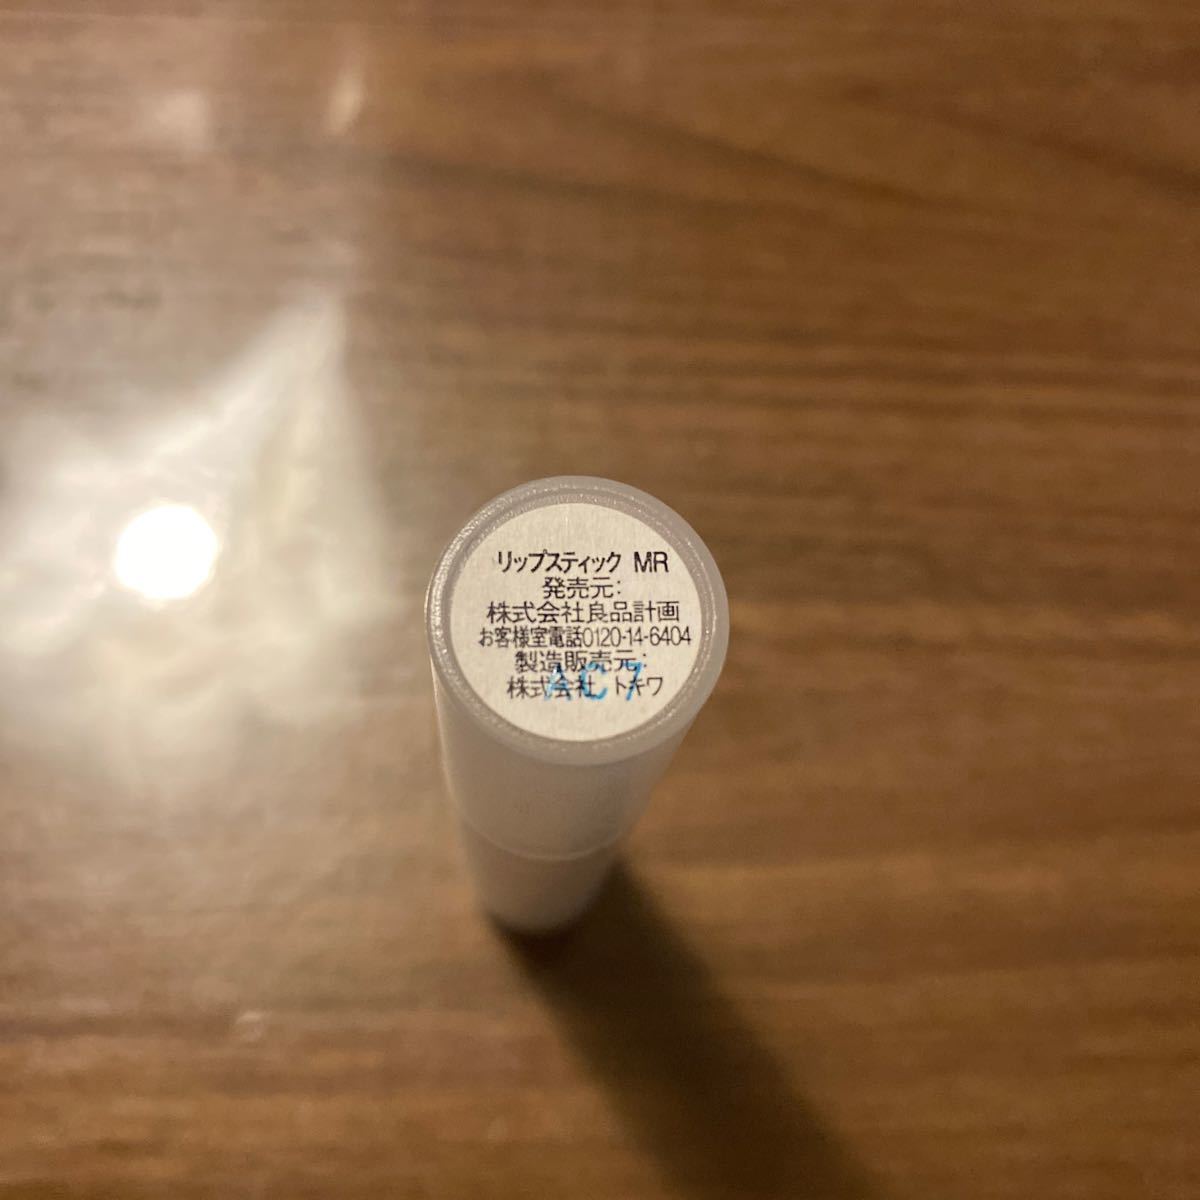 リップスティック MR
発売元:
株式会社良品計画
お客様室電話0120-14-6404
製造販売元:
株式会社 トキワ
AC7